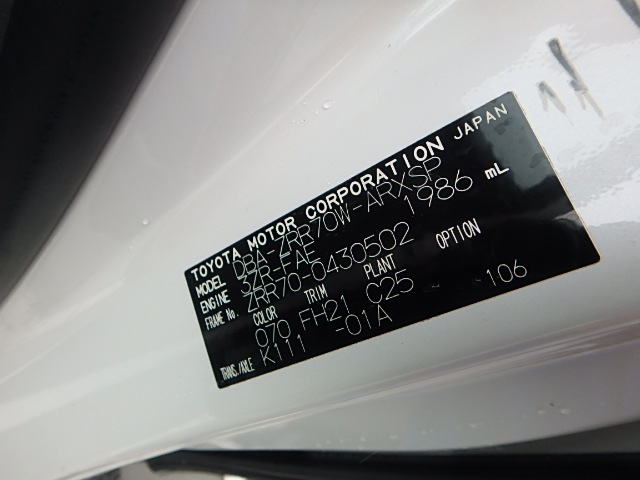 TOYOTA MOTOR CORPORATION JAPAN
MODEL DBA-ZRR70W-ARXSP
ENGINE 3ZR-FAE 1986 mL
FRAME No. ZRR70-0430502
COLOR TRIM PLANT OPTION
070 FH21 C25 106
TRANS./AXLE K111 -01A